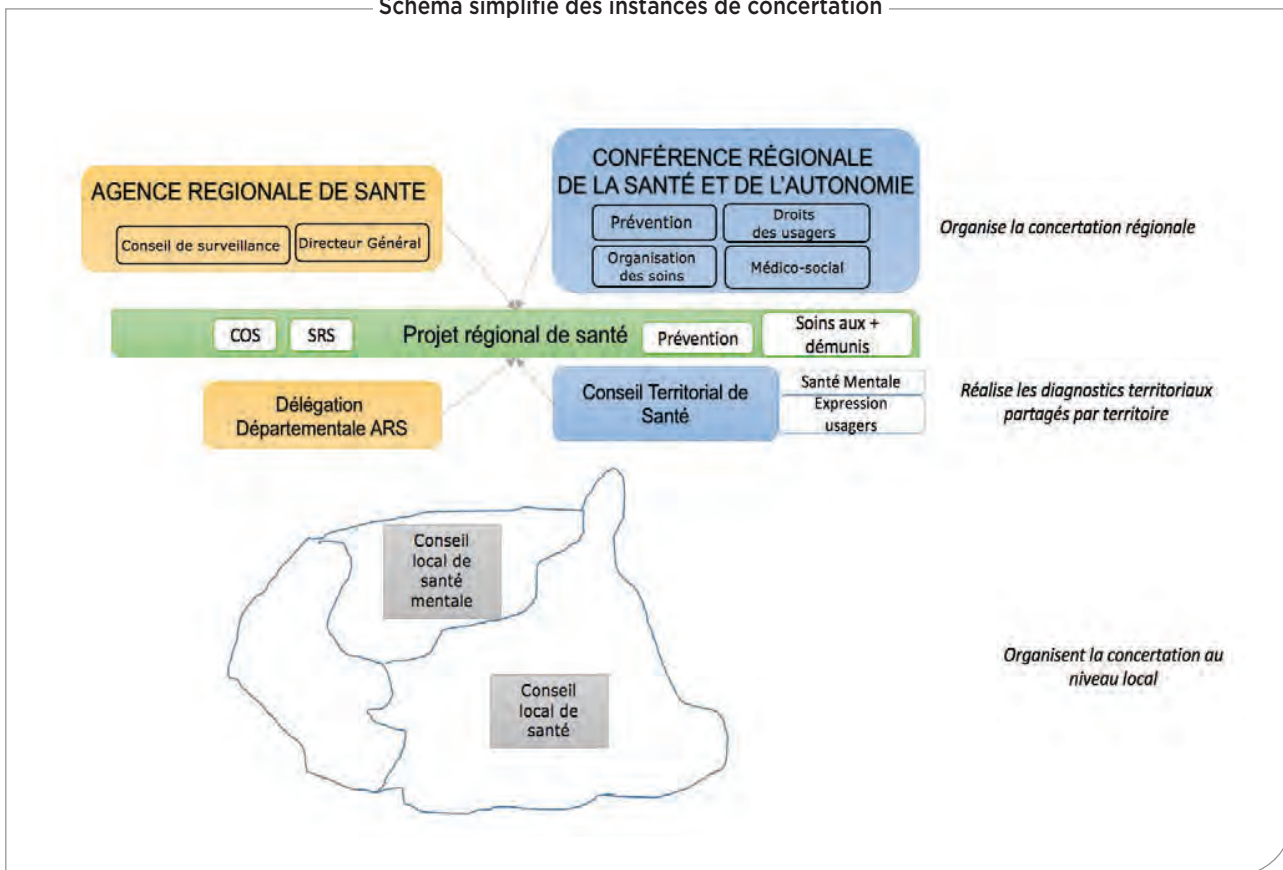 Schéma simplifié des instances de concertation
AGENCE REGIONALE DE SANTE
Conseil de surveillance
Directeur Général
CONFÉRENCE RÉGIONALE
DE LA SANTÉ ET DE L'AUTONOMIE
Prévention
Droits
des usagers
Organisation
des soins
Médico-social
Organise la concertation régionale
COS
SRS
Projet régional de santé
Prévention
Soins aux +
démunis
Délégation
Départementale ARS
Conseil Territorial de
Santé
Santé Mentale
Expression
usagers
Réalise les diagnostics territoriaux
partagés par territoire
Conseil
local de
santé
mentale
Conseil
local de
santé
Organisent la concertation au
niveau local